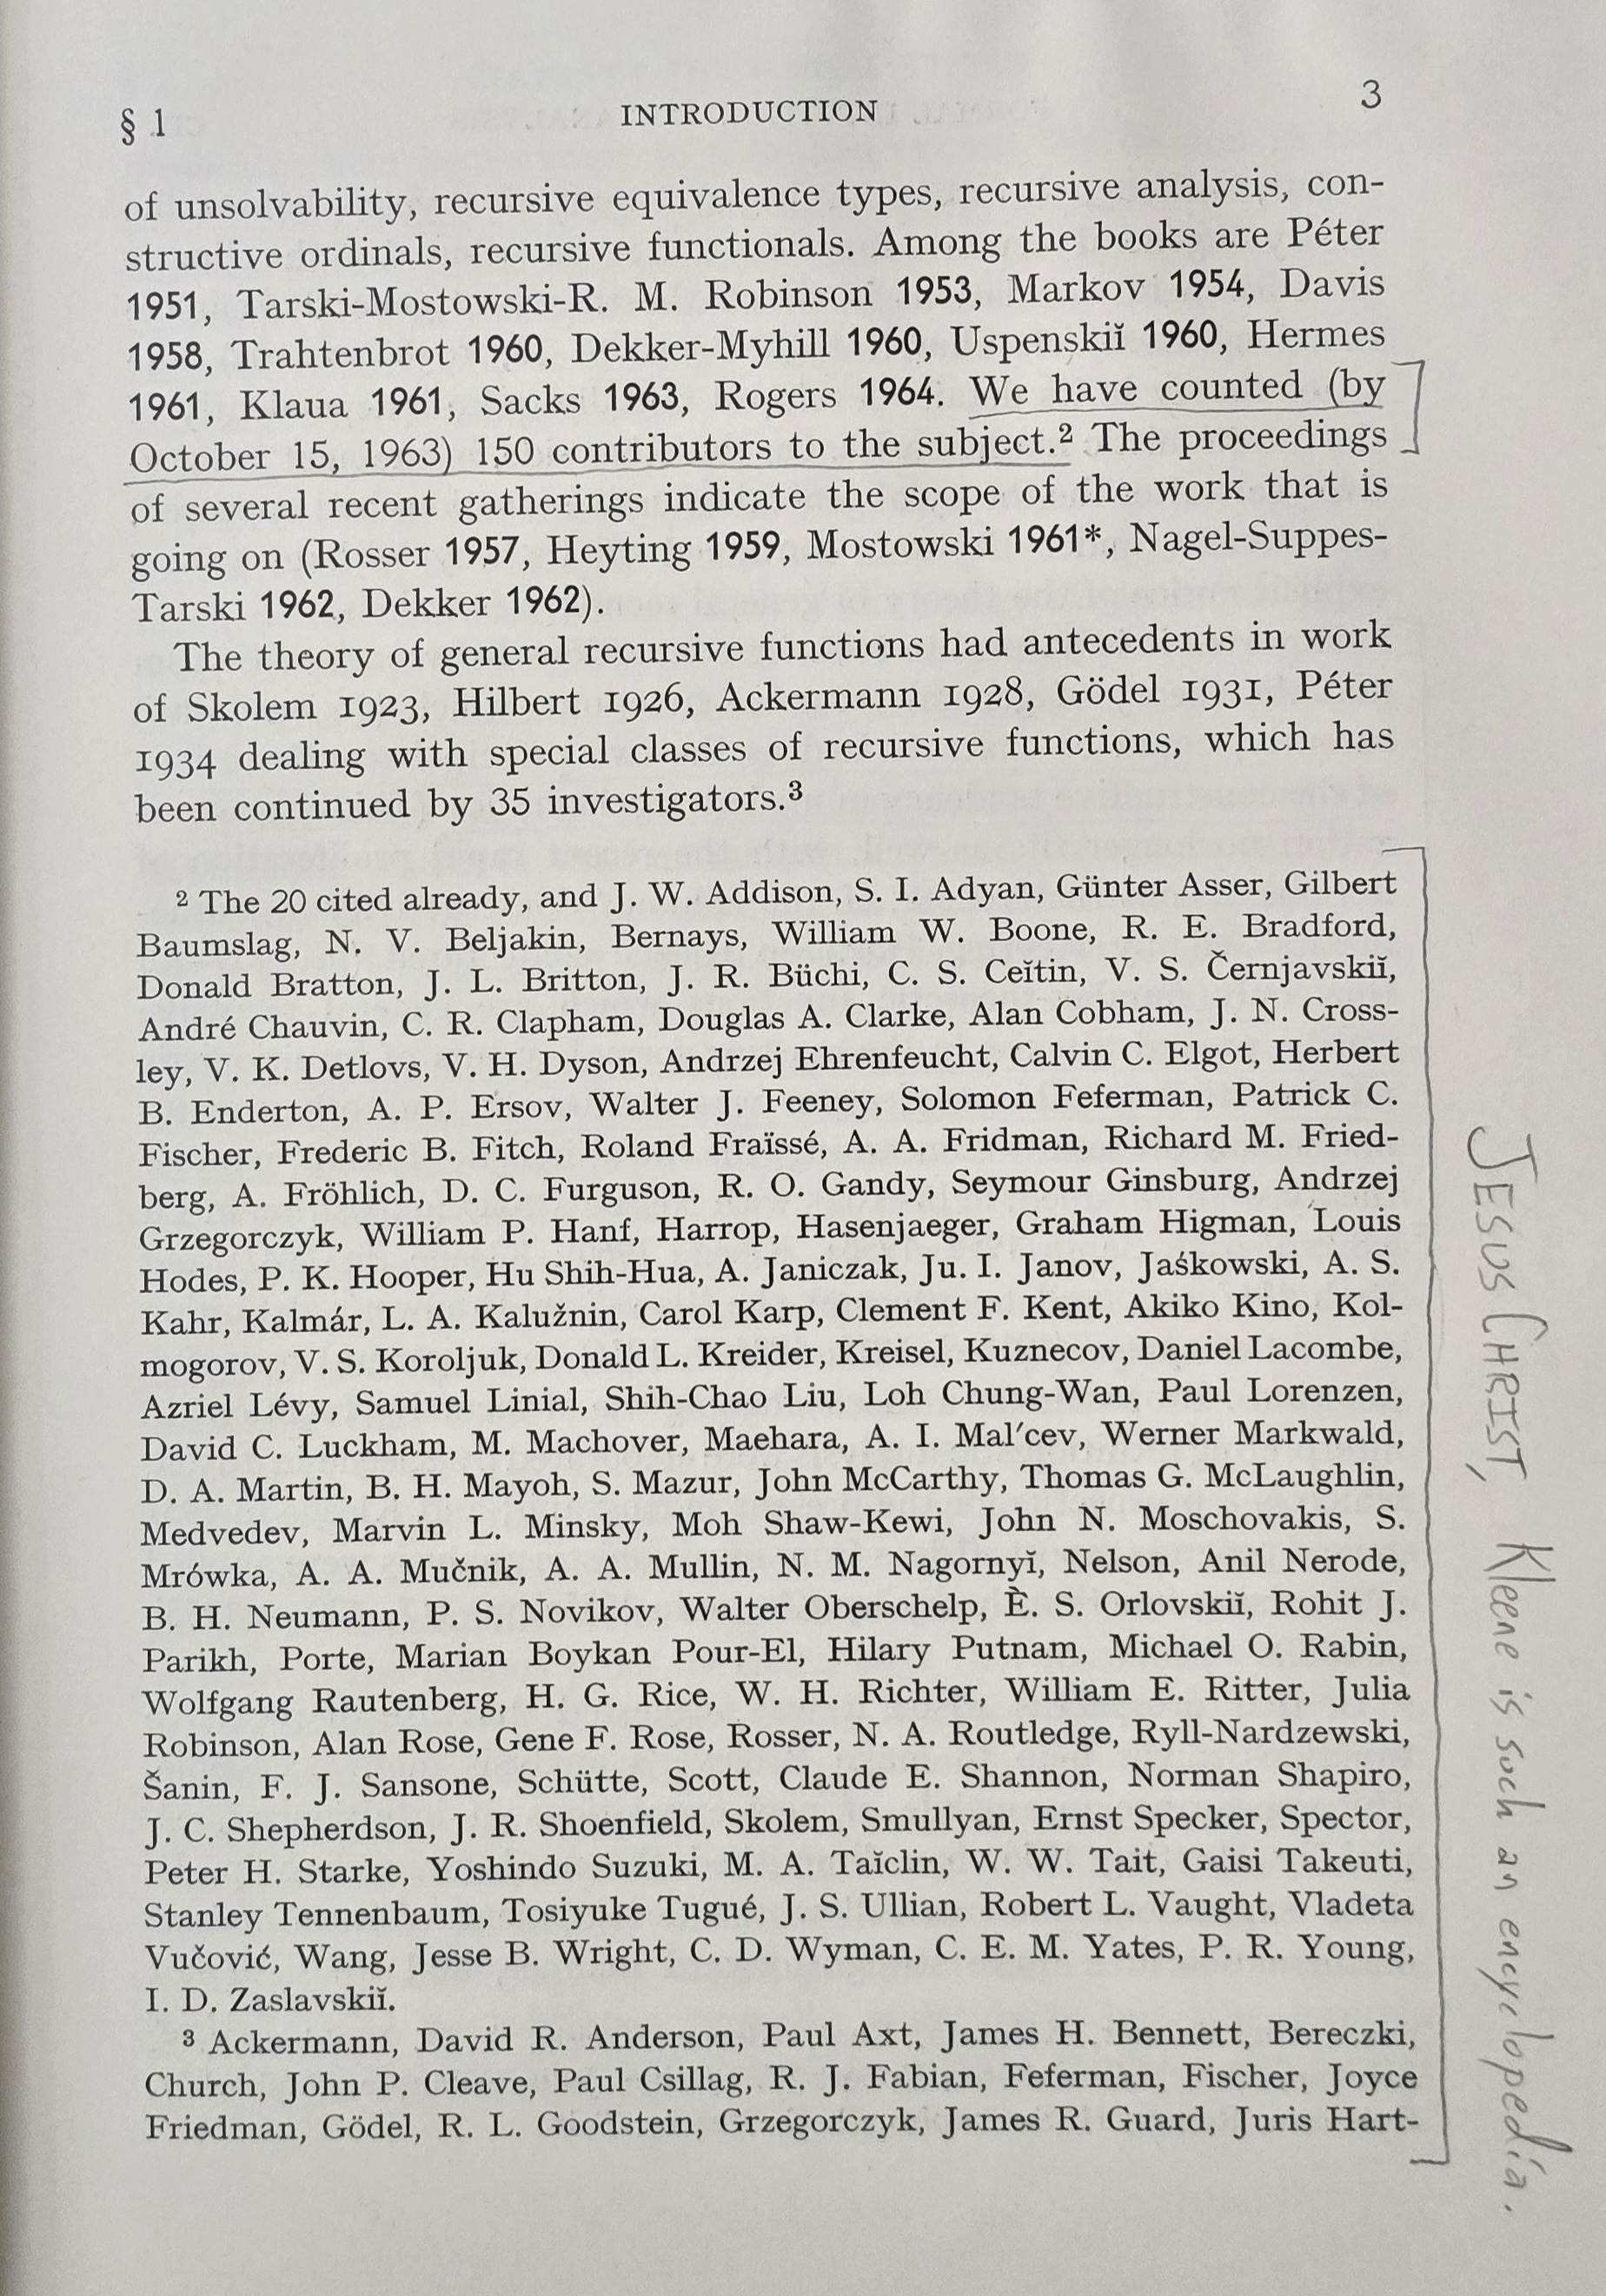 § 1 INTRODUCTION 3
of unsolvability, recursive equivalence types, recursive analysis, con-
structive ordinals, recursive functionals. Among the books are Péter
1951, Tarski-Mostowski-R. M. Robinson 1953, Markov 1954, Davis
1958, Trahtenbrot 1960, Dekker-Myhill 1960, Uspenskiĭ 1960, Hermes
1961, Klaua 1961, Sacks 1963, Rogers 1964. We have counted (by
October 15, 1963) 150 contributors to the subject.² The proceedings
of several recent gatherings indicate the scope of the work that is
going on (Rosser 1957, Heyting 1959, Mostowski 1961*, Nagel-Suppes-
Tarski 1962, Dekker 1962).
The theory of general recursive functions had antecedents in work
of Skolem 1923, Hilbert 1926, Ackermann 1928, Gödel 1931, Péter
1934 dealing with special classes of recursive functions, which has
been continued by 35 investigators.³
² The 20 cited already, and J. W. Addison, S. I. Adyan, Günter Asser, Gilbert
Baumslag, N. V. Beljakin, Bernays, William W. Boone, R. E. Bradford,
Donald Bratton, J. L. Britton, J. R. Büchi, C. S. Ceĭtin, V. S. Černjavskiĭ,
André Chauvin, C. R. Clapham, Douglas A. Clarke, Alan Cobham, J. N. Cross-
ley, V. K. Detlovs, V. H. Dyson, Andrzej Ehrenfeucht, Calvin C. Elgot, Herbert
B. Enderton, A. P. Ersov, Walter J. Feeney, Solomon Feferman, Patrick C.
Fischer, Frederic B. Fitch, Roland Fraïssé, A. A. Fridman, Richard M. Fried-
berg, A. Fröhlich, D. C. Furguson, R. O. Gandy, Seymour Ginsburg, Andrzej
Grzegorczyk, William P. Hanf, Harrop, Hasenjaeger, Graham Higman, Louis
Hodes, P. K. Hooper, Hu Shih-Hua, A. Janiczak, Ju. I. Janov, Jaśkowski, A. S.
Kahr, Kalmár, L. A. Kalužnin, Carol Karp, Clement F. Kent, Akiko Kino, Kol-
mogorov, V. S. Koroljuk, Donald L. Kreider, Kreisel, Kuznecov, Daniel Lacombe,
Azriel Lévy, Samuel Linial, Shih-Chao Liu, Loh Chung-Wan, Paul Lorenzen,
David C. Luckham, M. Machover, Maehara, A. I. Mal′cev, Werner Markwald,
D. A. Martin, B. H. Mayoh, S. Mazur, John McCarthy, Thomas G. McLaughlin,
Medvedev, Marvin L. Minsky, Moh Shaw-Kewi, John N. Moschovakis, S.
Mrówka, A. A. Mučnik, A. A. Mullin, N. M. Nagornyĭ, Nelson, Anil Nerode,
B. H. Neumann, P. S. Novikov, Walter Oberschelp, È. S. Orlovskiĭ, Rohit J.
Parikh, Porte, Marian Boykan Pour-El, Hilary Putnam, Michael O. Rabin,
Wolfgang Rautenberg, H. G. Rice, W. H. Richter, William E. Ritter, Julia
Robinson, Alan Rose, Gene F. Rose, Rosser, N. A. Routledge, Ryll-Nardzewski,
Šanin, F. J. Sansone, Schütte, Scott, Claude E. Shannon, Norman Shapiro,
J. C. Shepherdson, J. R. Shoenfield, Skolem, Smullyan, Ernst Specker, Spector,
Peter H. Starke, Yoshindo Suzuki, M. A. Taĭclin, W. W. Tait, Gaisi Takeuti,
Stanley Tennenbaum, Tosiyuke Tugué, J. S. Ullian, Robert L. Vaught, Vladeta
Vučović, Wang, Jesse B. Wright, C. D. Wyman, C. E. M. Yates, P. R. Young,
I. D. Zaslavskiĭ.
³ Ackermann, David R. Anderson, Paul Axt, James H. Bennett, Bereczki,
Church, John P. Cleave, Paul Csillag, R. J. Fabian, Feferman, Fischer, Joyce
Friedman, Gödel, R. L. Goodstein, Grzegorczyk, James R. Guard, Juris Hart-
JESUS CHRIST, Kleene is such an encyclopedia.